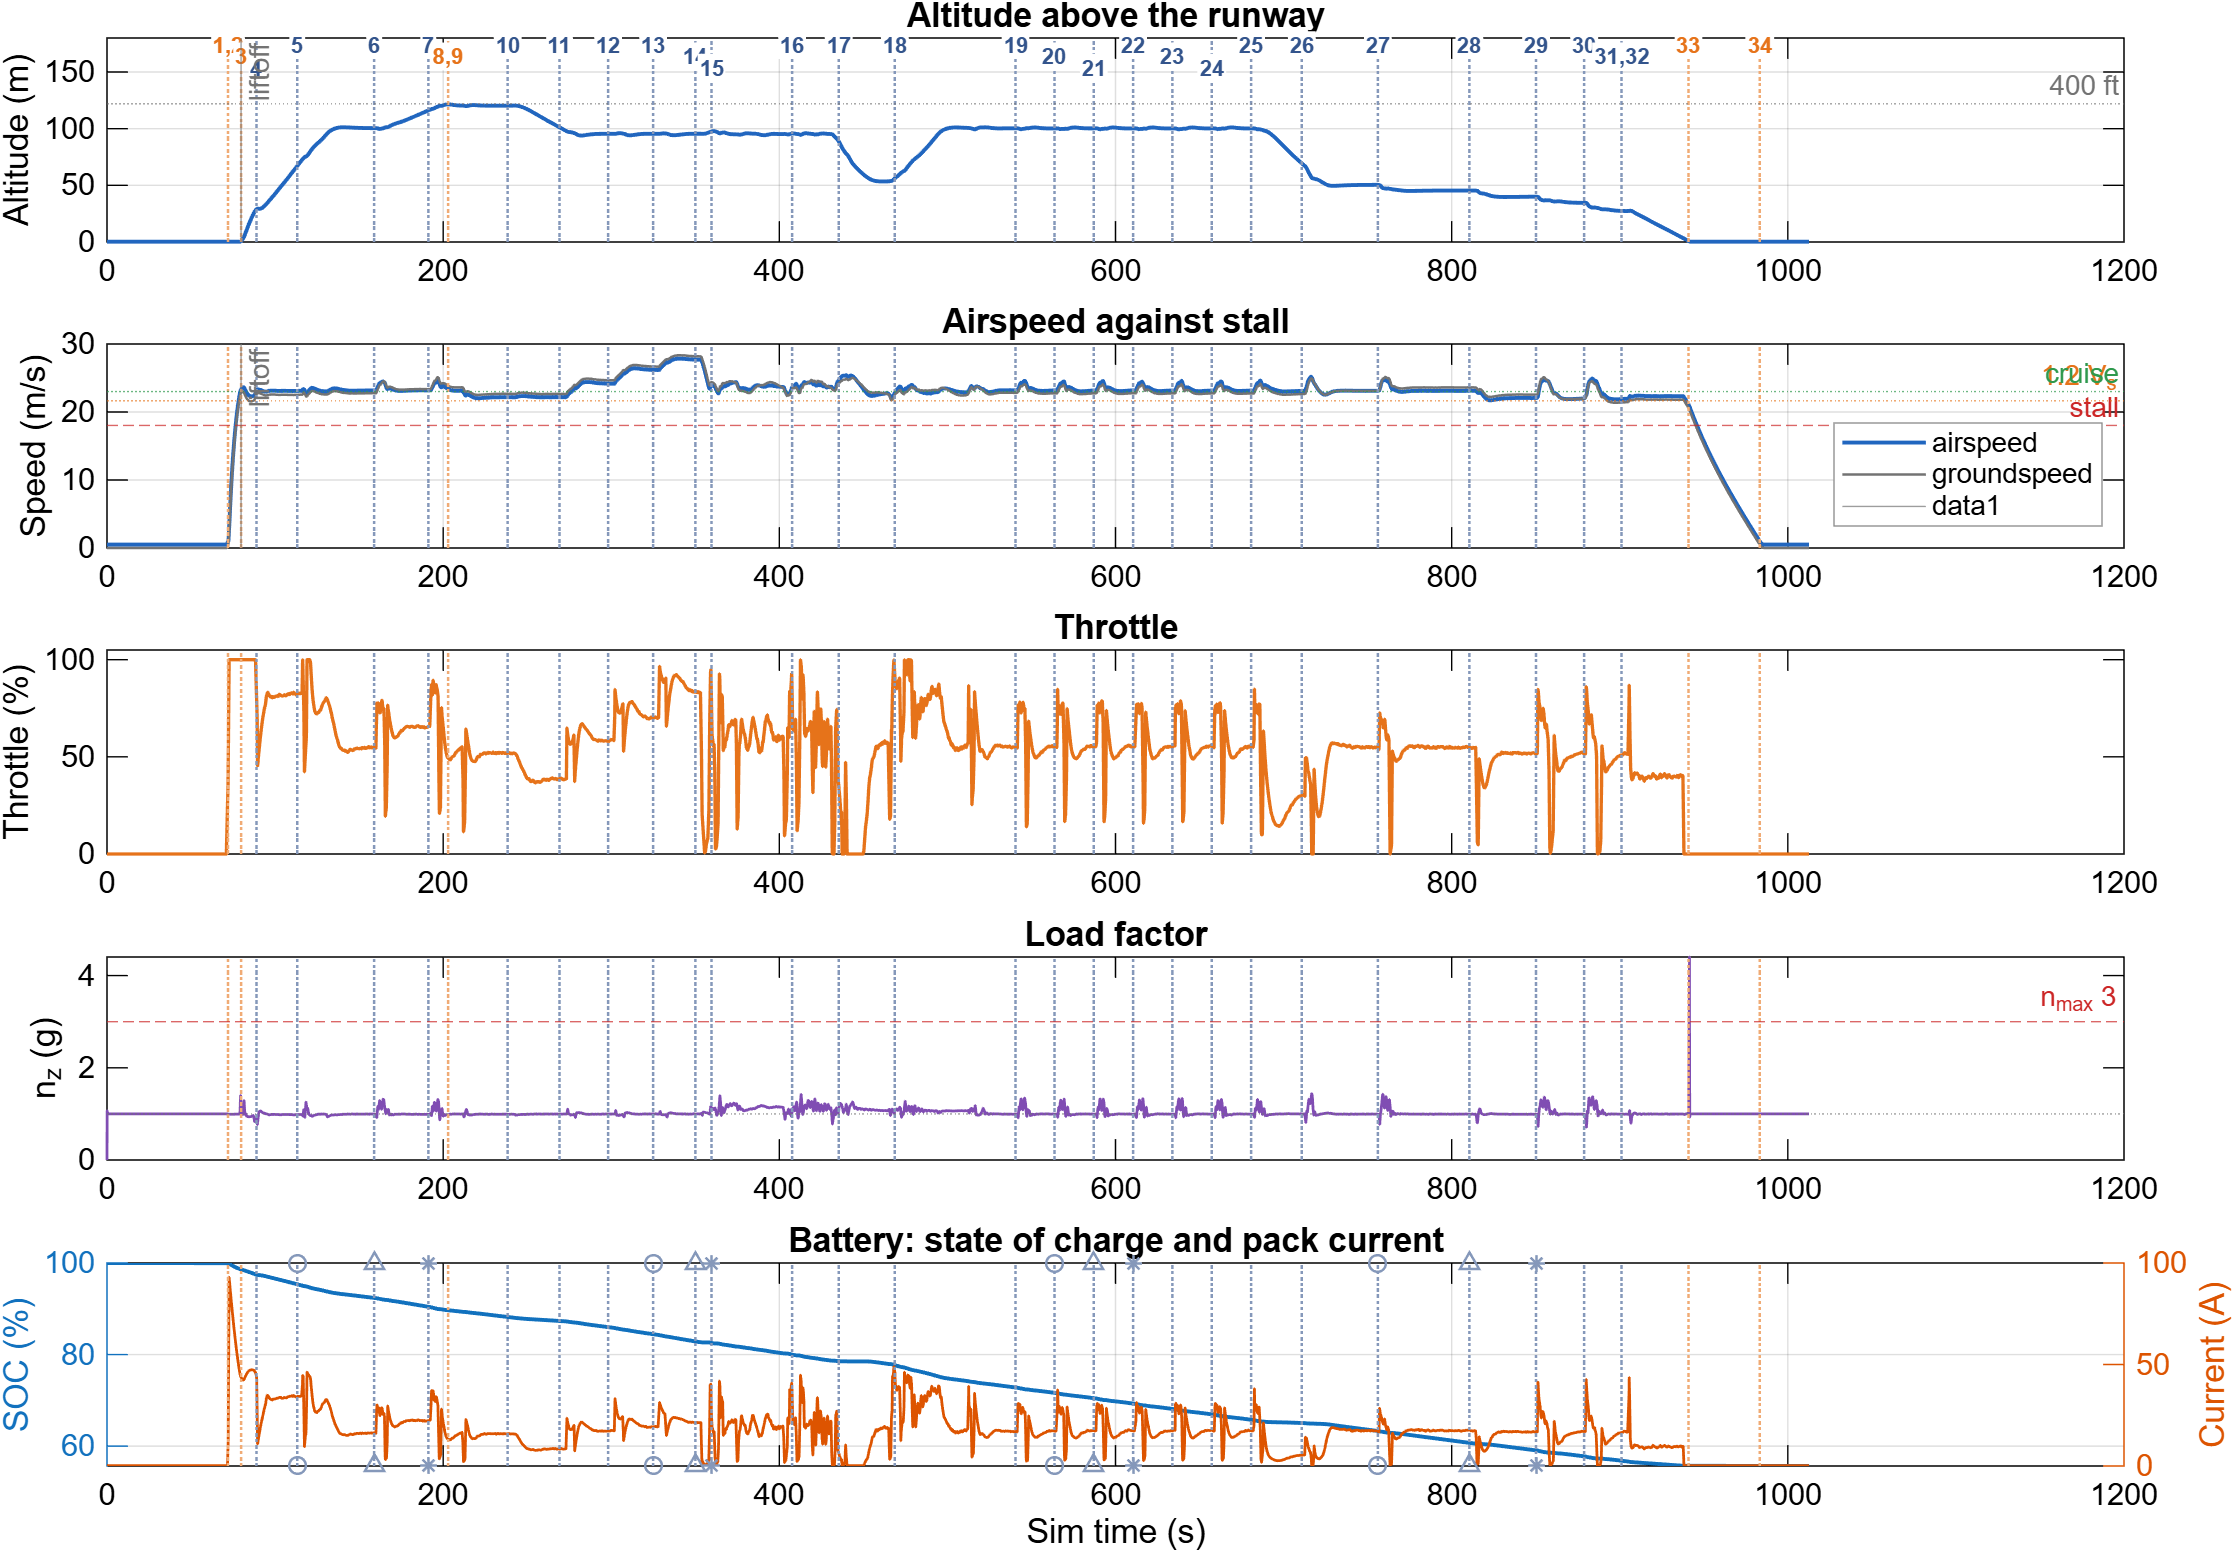 Altitude above the runway
Altitude (m)
150
100
50
0
1,
3
4
liftoff
5
6
7
8,9
10
11
12
13
14
15
16
17
18
19
20
21
22
23
24
25
26
27
28
29
30
31,32
33
34
400 ft
0 200 400 600 800 1000 1200
Airspeed against stall
Speed (m/s)
30
20
10
0
liftoff
cruise
stall
airspeed
groundspeed
data1
0 200 400 600 800 1000 1200
Throttle
Throttle (%)
100
50
0
0 200 400 600 800 1000 1200
Load factor
n_z (g)
4
2
0
n_max 3
0 200 400 600 800 1000 1200
Battery: state of charge and pack current
SOC (%)
100
80
60
Current (A)
100
50
0
0 200 400 600 800 1000 1200
Sim time (s)